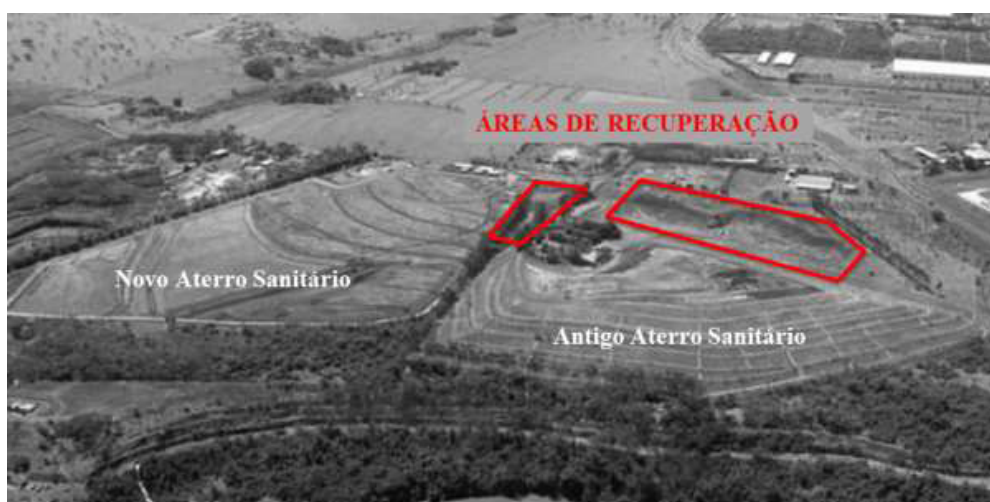 ÁREAS DE RECUPERAÇÃO
Novo Aterro Sanitário
Antigo Aterro Sanitário